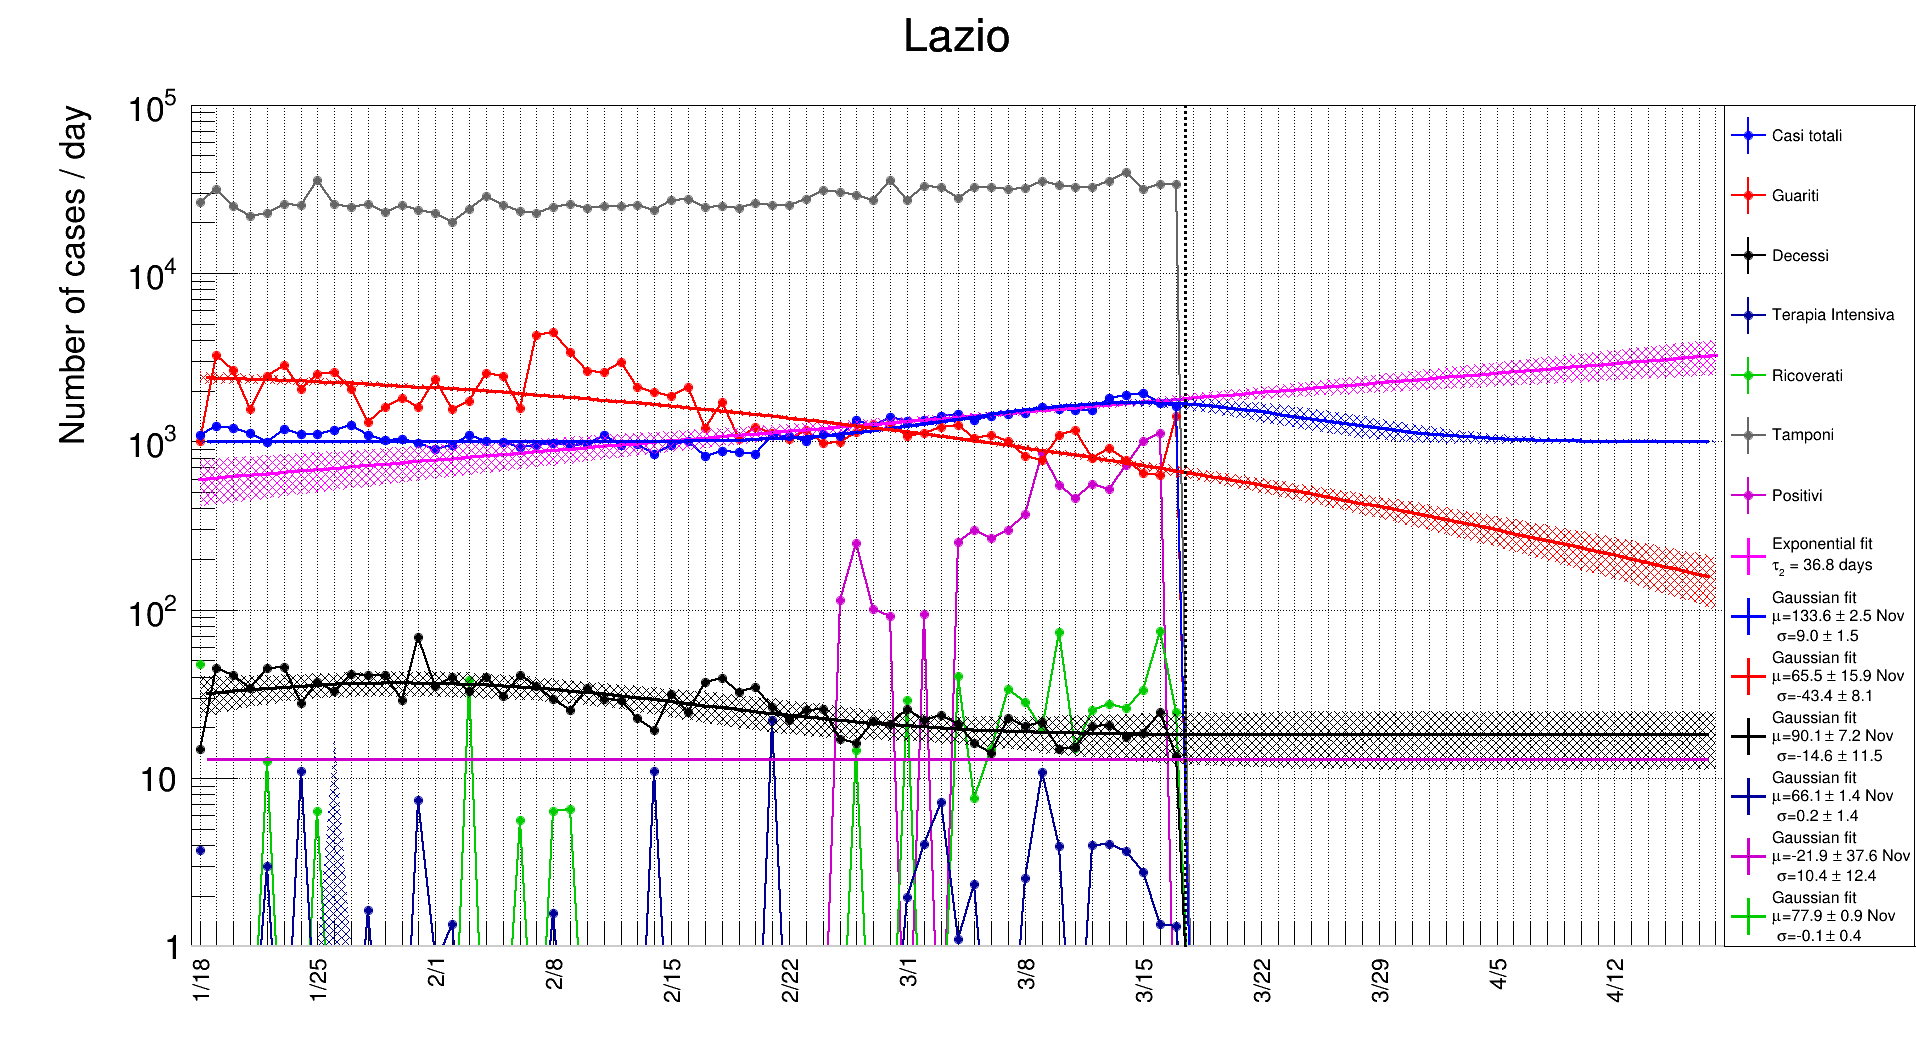 Lazio
Number of cases / day
10^5
10^4
10^3
10^2
10
1
1/18
1/25
2/1
2/8
2/15
2/22
3/1
3/8
3/15
3/22
3/29
4/5
4/12
Casi totali
Guariti
Decessi
Terapia Intensiva
Ricoverati
Tamponi
Positivi
Exponential fit
τ₂ = 36.8 days
Gaussian fit
μ=133.6 ± 2.5 Nov
σ=9.0 ± 1.5
Gaussian fit
μ=65.5 ± 15.9 Nov
σ=-43.4 ± 8.1
Gaussian fit
μ=90.1 ± 7.2 Nov
σ=-14.6 ± 11.5
Gaussian fit
μ=66.1 ± 1.4 Nov
σ=0.2 ± 1.4
Gaussian fit
μ=-21.9 ± 37.6 Nov
σ=10.4 ± 12.4
Gaussian fit
μ=77.9 ± 0.9 Nov
σ=-0.1 ± 0.4